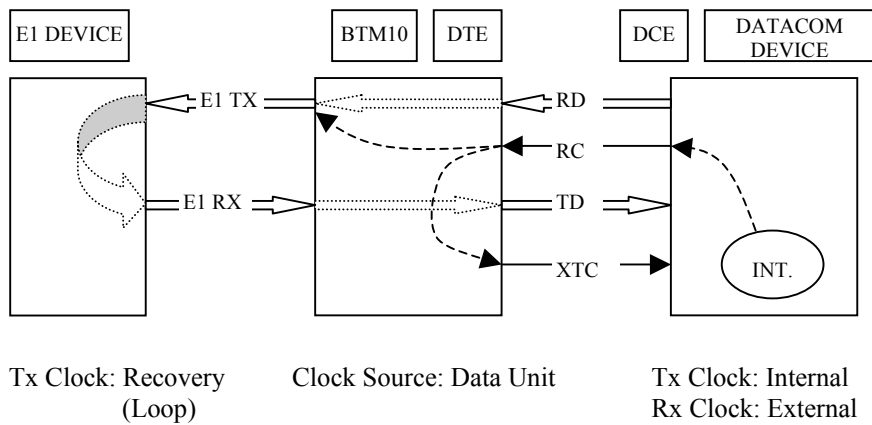 E1 DEVICE
BTM10
DTE
DCE
DATACOM
DEVICE
E1 TX
RD
RC
E1 RX
TD
XTC
INT.
Tx Clock: Recovery
(Loop)
Clock Source: Data Unit
Tx Clock: Internal
Rx Clock: External